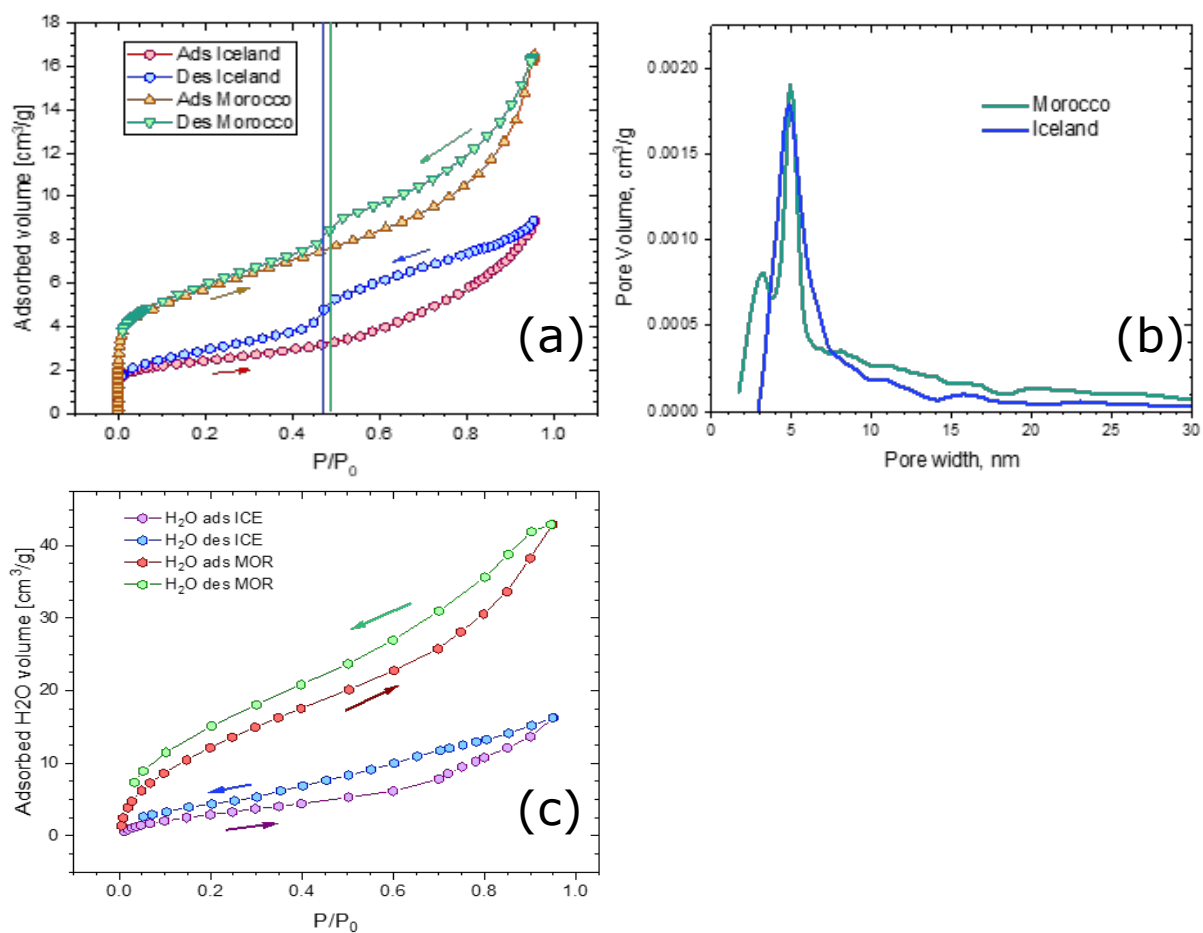 18
16
14
12
10
8
6
4
2
0
Adsorbed volume [cm³/g]
Ads Iceland
Des Iceland
Ads Morocco
Des Morocco
(a)
0.0 0.2 0.4 0.6 0.8 1.0
P/P₀
0.0020
0.0015
0.0010
0.0005
0.0000
Pore Volume, cm³/g
Morocco
Iceland
(b)
0 5 10 15 20 25 30
Pore width, nm
40
30
20
10
0
Adsorbed H2O volume [cm³/g]
H₂O ads ICE
H₂O des ICE
H₂O ads MOR
H₂O des MOR
(c)
0.0 0.2 0.4 0.6 0.8 1.0
P/P₀